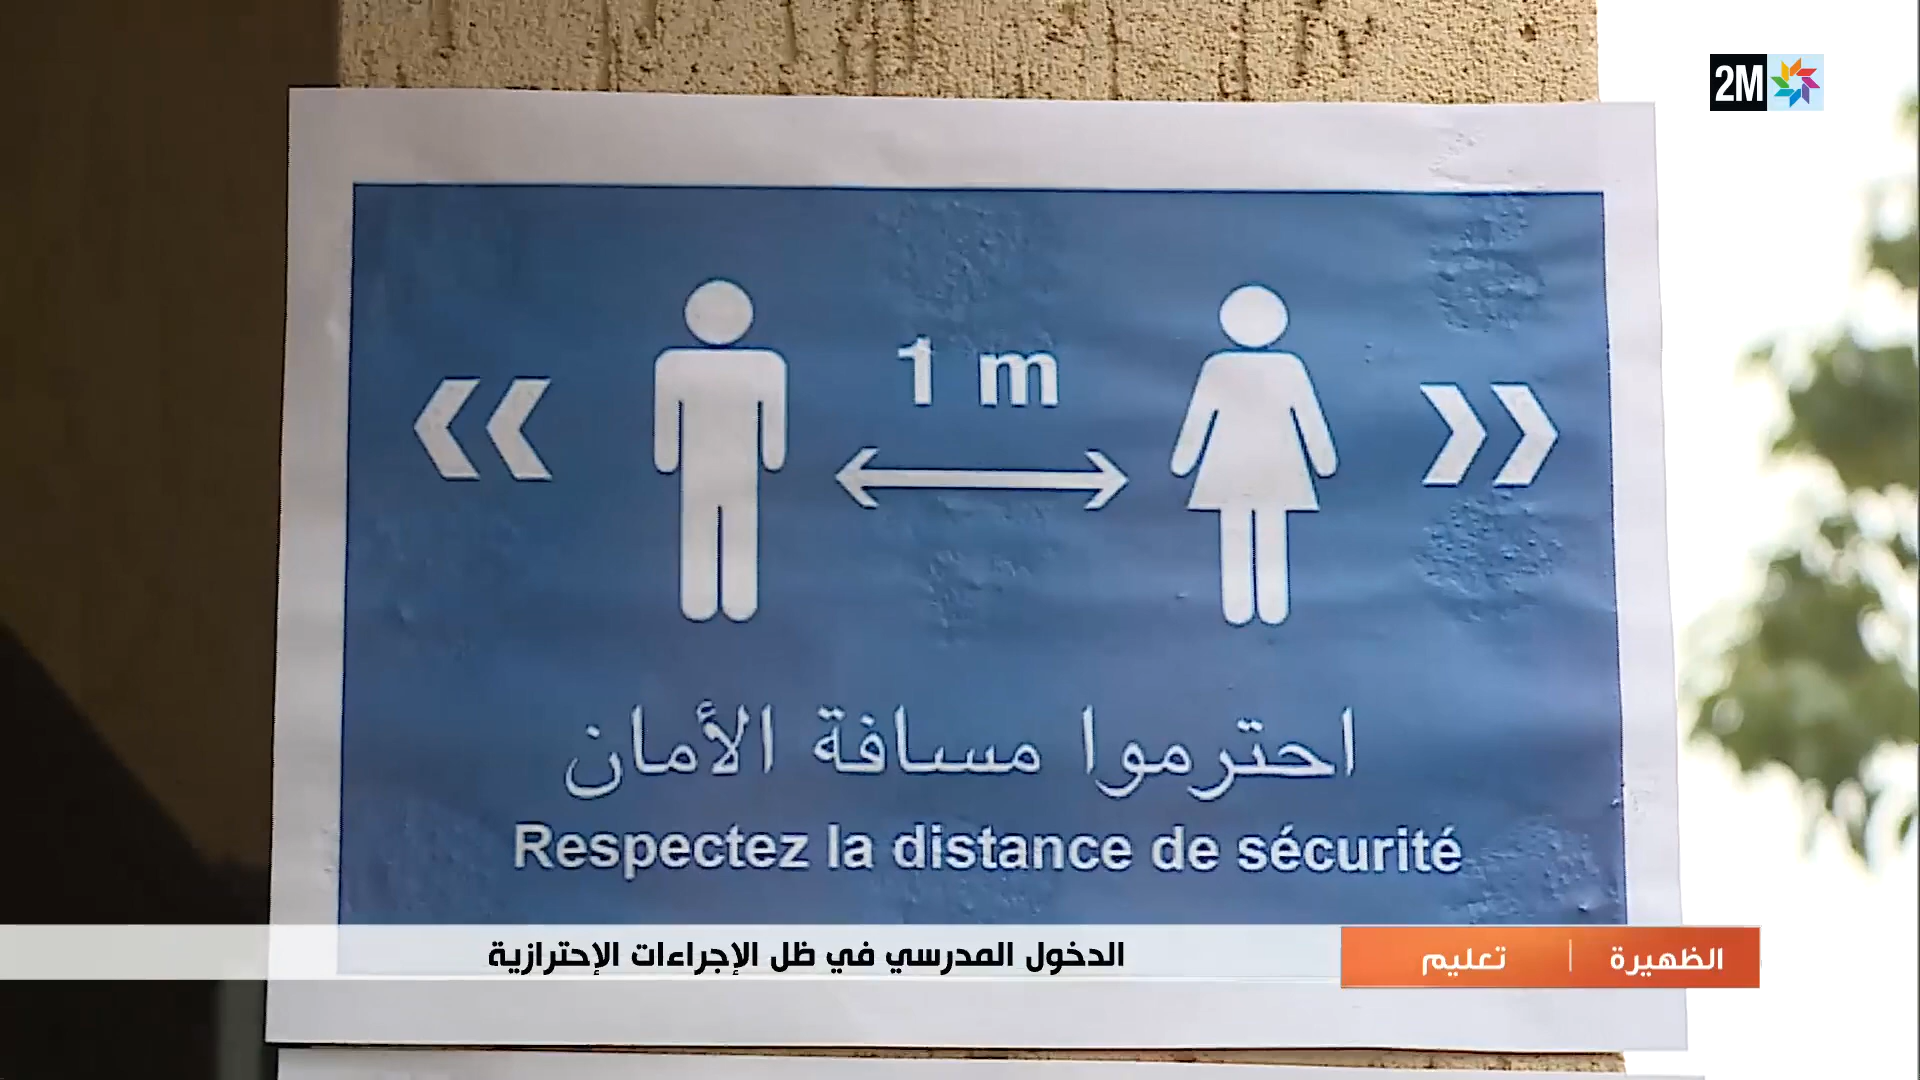 2M
1 m
احترموا مسافة الأمان
Respectez la distance de sécurité
الظهيرة | تعليم
الدخول المدرسي في ظل الإجراءات الإحترازية